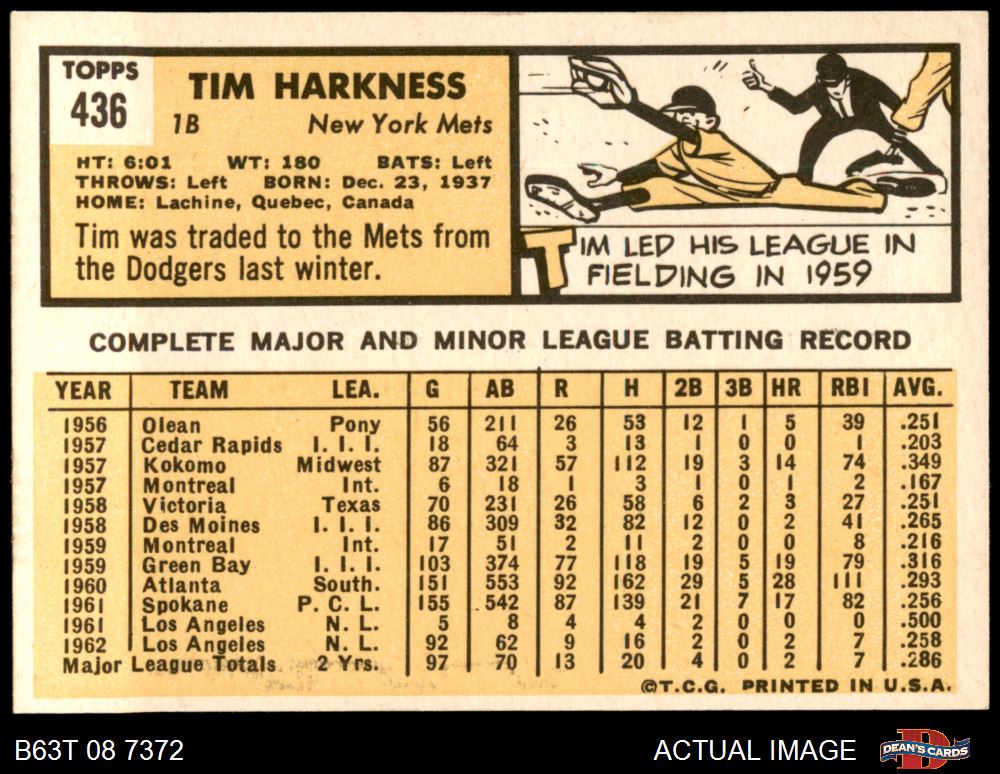 TOPPS
436
TIM HARKNESS
1B New York Mets
HT: 6:01 WT: 180 BATS: Left
THROWS: Left BORN: Dec. 23, 1937
HOME: Lachine, Quebec, Canada
Tim was traded to the Mets from
the Dodgers last winter.
TIM LED HIS LEAGUE IN
FIELDING IN 1959
COMPLETE MAJOR AND MINOR LEAGUE BATTING RECORD
YEAR TEAM LEA. G AB R H 2B 3B HR RBI AVG.
1956 Olean Pony 56 211 26 53 12 1 5 39 .251
1957 Cedar Rapids I. I. I. 18 64 3 13 1 0 0 1 .203
1957 Kokomo Midwest 87 321 57 112 19 3 14 74 .349
1957 Montreal Int. 6 18 1 3 1 0 1 2 .167
1958 Victoria Texas 70 231 26 58 6 2 3 27 .251
1958 Des Moines I. I. I. 86 309 32 82 12 0 2 41 .265
1959 Montreal Int. 17 51 2 11 2 0 0 8 .216
1959 Green Bay I. I. I. 103 374 77 118 19 5 19 79 .316
1960 Atlanta South. 151 553 92 162 29 5 28 111 .293
1961 Spokane P. C. L. 155 542 87 139 21 7 17 82 .256
1961 Los Angeles N. L. 5 8 4 4 2 0 0 0 .500
1962 Los Angeles N. L. 92 62 9 16 2 0 2 7 .258
Major League Totals 2 Yrs. 97 70 13 20 4 0 2 7 .286
©T.C.G. PRINTED IN U.S.A.
B63T 08 7372 ACTUAL IMAGE DEAN'S CARDS